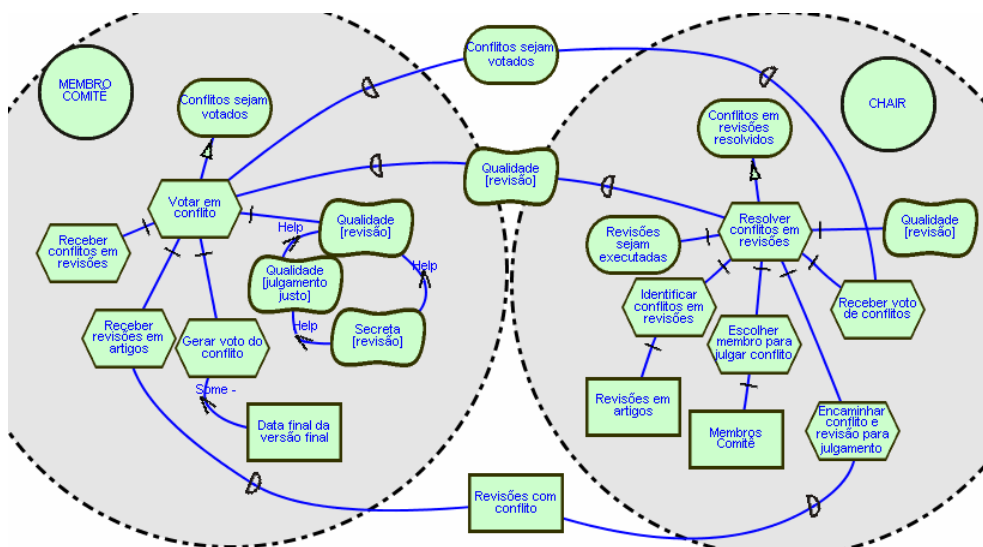 MEMBRO
COMITÊ
Conflitos sejam
votados
Votar em
conflito
Receber
conflitos em
revisões
Qualidade
[revisão]
Help
Qualidade
[julgamento
justo]
Help
Help
Secreta
[revisão]
Receber
revisões em
artigos
Gerar voto do
conflito
Some -
Data final da
versão final
Conflitos sejam
votados
Qualidade
[revisão]
Revisões com
conflito
CHAIR
Conflitos em
revisões
resolvidos
Resolver
conflitos em
revisões
Qualidade
[revisão]
Revisões
sejam
executadas
Identificar
conflitos em
revisões
Receber voto
de conflitos
Escolher
membro para
julgar conflito
Revisões em
artigos
Membros
Comitê
Encaminhar
conflito e
revisão para
julgamento